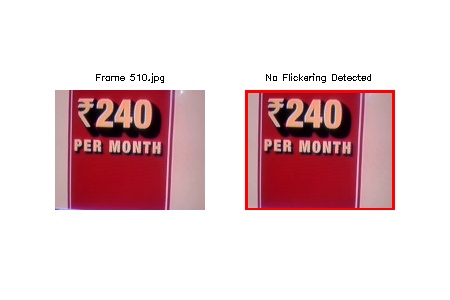 Frame 510.jpg
No Flickering Detected
₹240
PER MONTH
₹240
PER MONTH